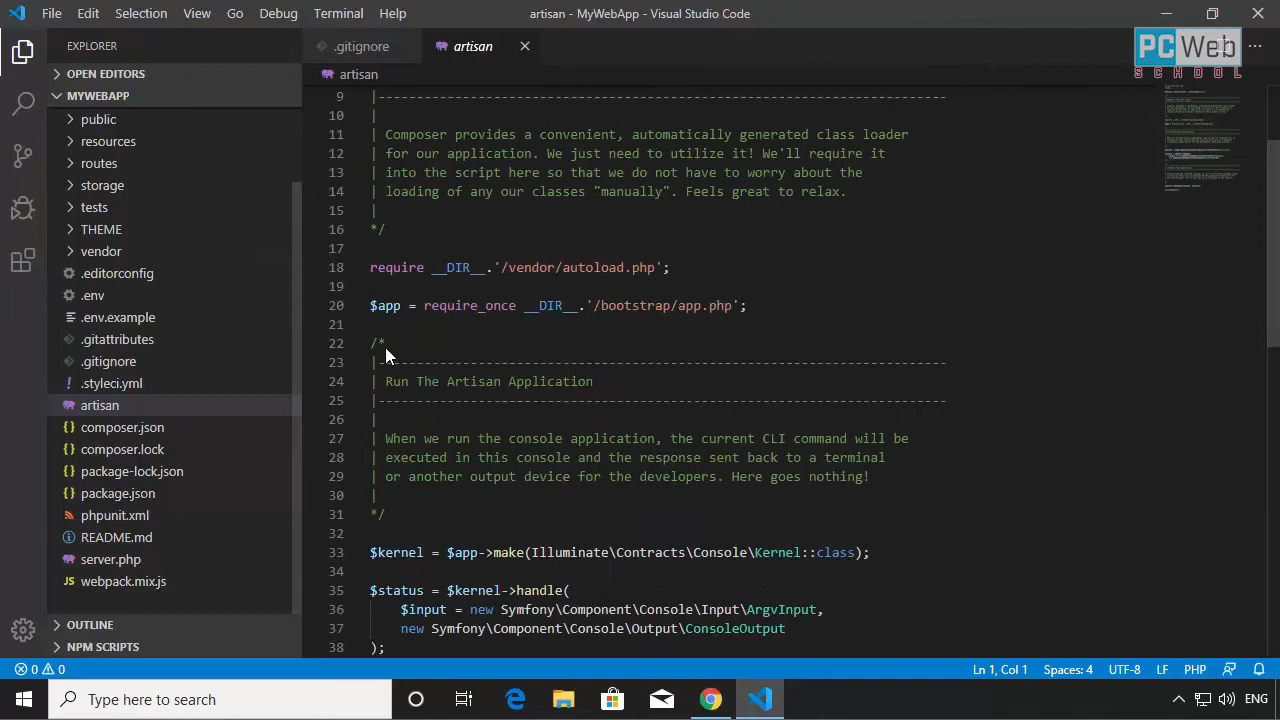 File Edit Selection View Go Debug Terminal Help artisan - MyWebApp - Visual Studio Code
EXPLORER
.gitignore artisan
PC Web
SCHOOL
OPEN EDITORS
artisan
MYWEBAPP
public
resources
routes
storage
tests
THEME
vendor
.editorconfig
.env
.env.example
.gitattributes
.gitignore
.styleci.yml
artisan
composer.json
composer.lock
package-lock.json
package.json
phpunit.xml
README.md
server.php
webpack.mix.js
OUTLINE
NPM SCRIPTS
9 |--------------------------------------------------------------------------
10 |
11 | Composer provides a convenient, automatically generated class loader
12 | for our application. We just need to utilize it! We'll require it
13 | into the script here so that we do not have to worry about the
14 | loading of any our classes "manually". Feels great to relax.
15 |
16 */
17
18 require __DIR__.'/vendor/autoload.php';
19
20 $app = require_once __DIR__.'/bootstrap/app.php';
21
22 /*
23 |--------------------------------------------------------------------------
24 | Run The Artisan Application
25 |--------------------------------------------------------------------------
26 |
27 | When we run the console application, the current CLI command will be
28 | executed in this console and the response sent back to a terminal
29 | or another output device for the developers. Here goes nothing!
30 |
31 */
32
33 $kernel = $app->make(Illuminate\Contracts\Console\Kernel::class);
34
35 $status = $kernel->handle(
36 $input = new Symfony\Component\Console\Input\ArgvInput,
37 new Symfony\Component\Console\Output\ConsoleOutput
38 );
0 0 Ln 1, Col 1 Spaces: 4 UTF-8 LF PHP
Type here to search ENG